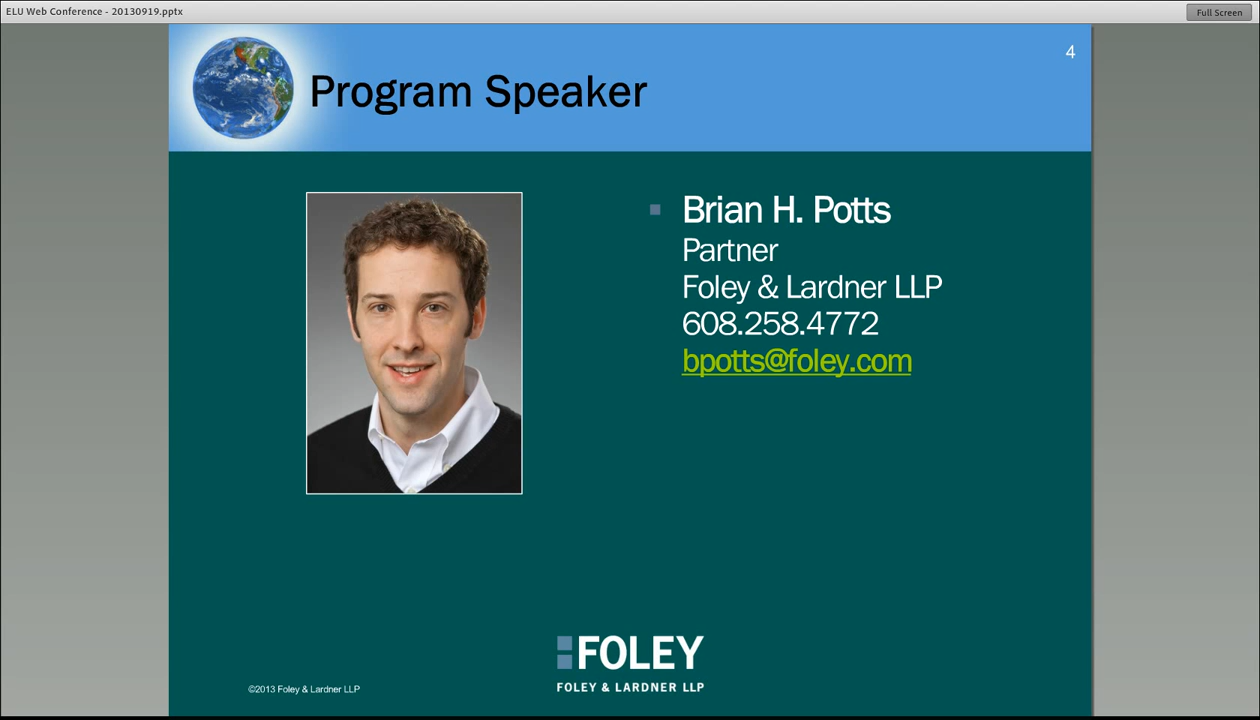 ELU Web Conference - 20130919.pptx
Full Screen
4
Program Speaker
Brian H. Potts
Partner
Foley & Lardner LLP
608.258.4772
bpotts@foley.com
FOLEY
FOLEY & LARDNER LLP
©2013 Foley & Lardner LLP